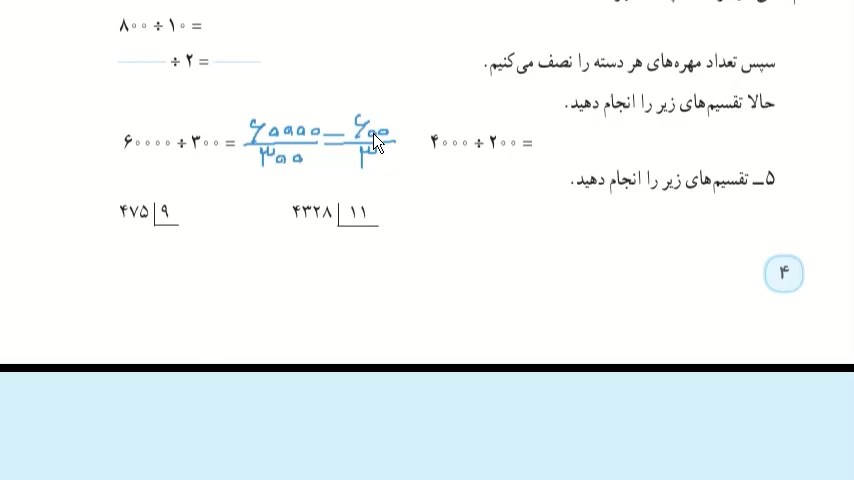 ۸۰۰ ÷ ۱۰ =
سپس تعداد مهره‌های هر دسته را نصف می‌کنیم.
÷ ۲ =
حالا تقسیم‌های زیر را انجام دهید.
۶۰۰۰۰ ÷ ۳۰۰ = ۶۰۰۰۰/۳۰۰ = ۶۰۰/۳
۴۰۰۰ ÷ ۲۰۰ =
۵ــ تقسیم‌های زیر را انجام دهید.
۴۷۵ | ۹
۴۳۲۸ | ۱۱
۴